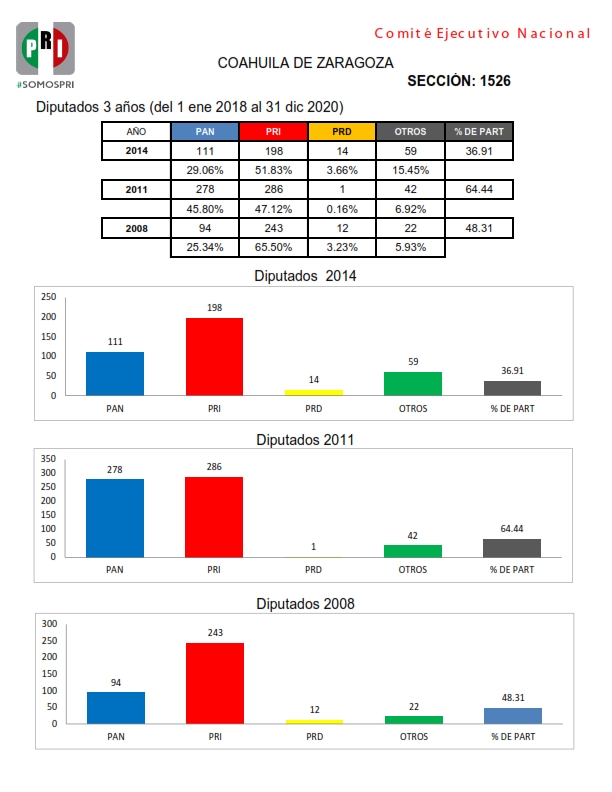 PRI
#SOMOSPRI
Comité Ejecutivo Nacional
COAHUILA DE ZARAGOZA
SECCIÓN: 1526
Diputados 3 años (del 1 ene 2018 al 31 dic 2020)
AÑO PAN PRI PRD OTROS % DE PART
2014 111 198 14 59 36.91
29.06% 51.83% 3.66% 15.45%
2011 278 286 1 42 64.44
45.80% 47.12% 0.16% 6.92%
2008 94 243 12 22 48.31
25.34% 65.50% 3.23% 5.93%
Diputados 2014
250
200
150
100
50
0
111 198 14 59 36.91
PAN PRI PRD OTROS % DE PART
Diputados 2011
350
300
250
200
150
100
50
0
278 286 1 42 64.44
PAN PRI PRD OTROS % DE PART
Diputados 2008
300
250
200
150
100
50
0
94 243 12 22 48.31
PAN PRI PRD OTROS % DE PART